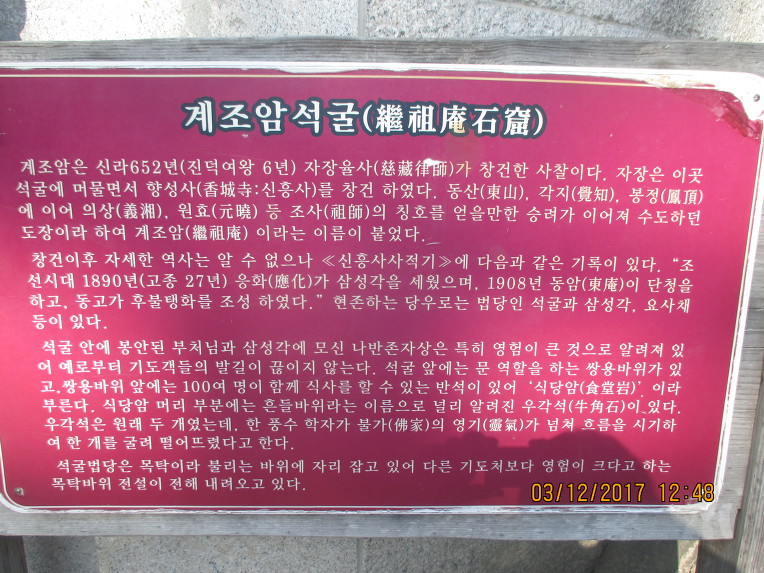 계조암석굴(繼祖庵石窟)
계조암은 신라652년(진덕여왕 6년) 자장율사(慈藏律師)가 창건한 사찰이다. 자장은 이곳
석굴에 머물면서 향성사(香城寺:신흥사)를 창건 하였다. 동산(東山), 각지(覺知), 봉정(鳳頂)
에 이어 의상(義湘), 원효(元曉) 등 조사(祖師)의 칭호를 얻을만한 승려가 이어져 수도하던
도장이라 하여 계조암(繼祖庵) 이라는 이름이 붙었다.
창건이후 자세한 역사는 알 수 없으나 ≪신흥사사적기≫에 다음과 같은 기록이 있다. “조
선시대 1890년(고종 27년) 응화(應化)가 삼성각을 세웠으며, 1908년 동암(東庵)이 단청을
하고, 동고가 후불탱화를 조성 하였다.” 현존하는 당우로는 법당인 석굴과 삼성각, 요사채
등이 있다.
석굴 안에 봉안된 부처님과 삼성각에 모신 나반존자상은 특히 영험이 큰 것으로 알려져 있
어 예로부터 기도객들의 발길이 끊이지 않는다. 석굴 앞에는 문 역할을 하는 쌍용바위가 있
고,쌍용바위 앞에는 100여 명이 함께 식사를 할 수 있는 반석이 있어 ‘식당암(食堂岩)’ 이라
부른다. 식당암 머리 부분에는 흔들바위라는 이름으로 널리 알려진 우각석(牛角石)이 있다.
우각석은 원래 두 개였는데, 한 풍수 학자가 불가(佛家)의 영기(靈氣)가 넘쳐 흐름을 시기하
여 한 개를 굴려 떨어뜨렸다고 한다.
석굴법당은 목탁이라 불리는 바위에 자리 잡고 있어 다른 기도처보다 영험이 크다고 하는
목탁바위 전설이 전해 내려오고 있다.
03/12/2017 12:48